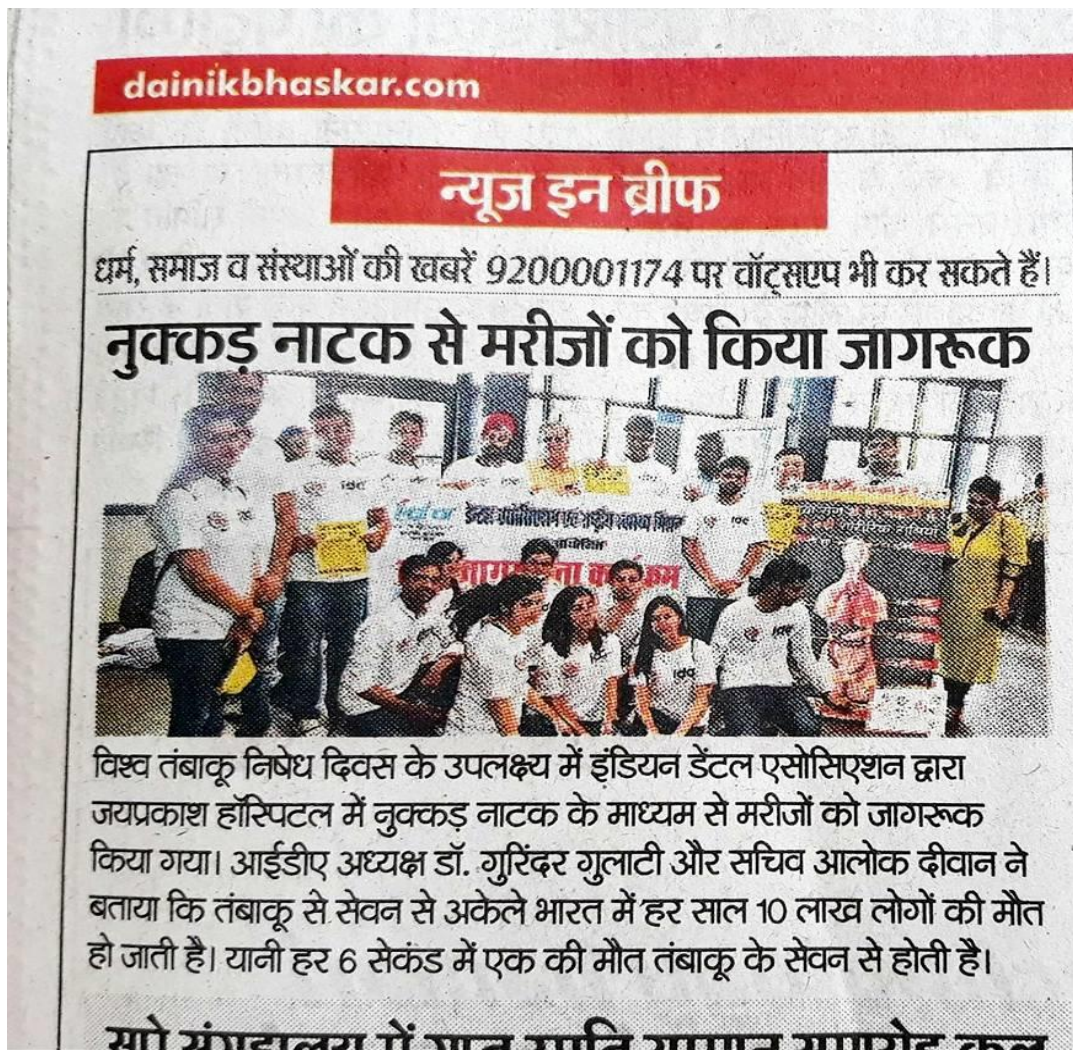 dainikbhaskar.com
न्यूज इन ब्रीफ
धर्म, समाज व संस्थाओं की खबरें 9200001174 पर वॉट्सएप भी कर सकते हैं।
नुक्कड़ नाटक से मरीजों को किया जागरूक
विश्व तंबाकू निषेध दिवस के उपलक्ष्य में इंडियन डेंटल एसोसिएशन द्वारा
जयप्रकाश हॉस्पिटल में नुक्कड़ नाटक के माध्यम से मरीजों को जागरूक
किया गया। आईडीए अध्यक्ष डॉ. गुरिंदर गुलाटी और सचिव आलोक दीवान ने
बताया कि तंबाकू से सेवन से अकेले भारत में हर साल 10 लाख लोगों की मौत
हो जाती है। यानी हर 6 सेकंड में एक की मौत तंबाकू के सेवन से होती है।